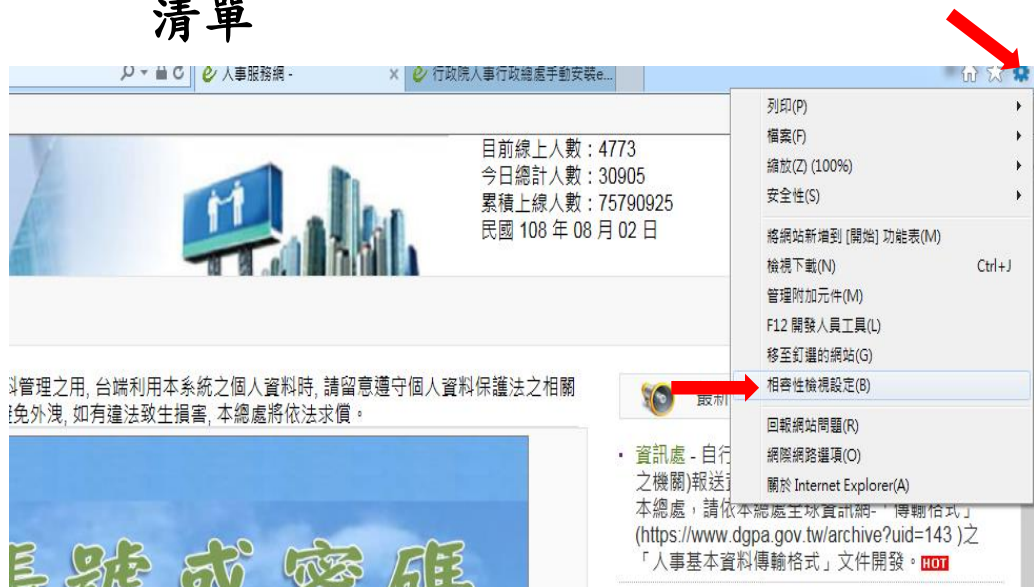 清單
人事服務網 -
行政院人事行政總處手動安裝e...
目前線上人數：4773
今日總計人數：30905
累積上線人數：75790925
民國 108 年 08 月 02 日
列印(P)
檔案(F)
縮放(Z) (100%)
安全性(S)
將網站新增到 [開始] 功能表(M)
檢視下載(N) Ctrl+J
管理附加元件(M)
F12 開發人員工具(L)
移至釘選的網站(G)
相容性檢視設定(B)
回報網站問題(R)
網際網路選項(O)
關於 Internet Explorer(A)
管理之用, 台端利用本系統之個人資料時, 請留意遵守個人資料保護法之相關
免外洩, 如有違法致生損害, 本總處將依法求償。
最新
資訊處 - 自行
之機關)報送
本總處，請依本總處全球資訊網-「傳輸格式」
(https://www.dgpa.gov.tw/archive?uid=143 )之
「人事基本資料傳輸格式」文件開發。HOT
號或密碼